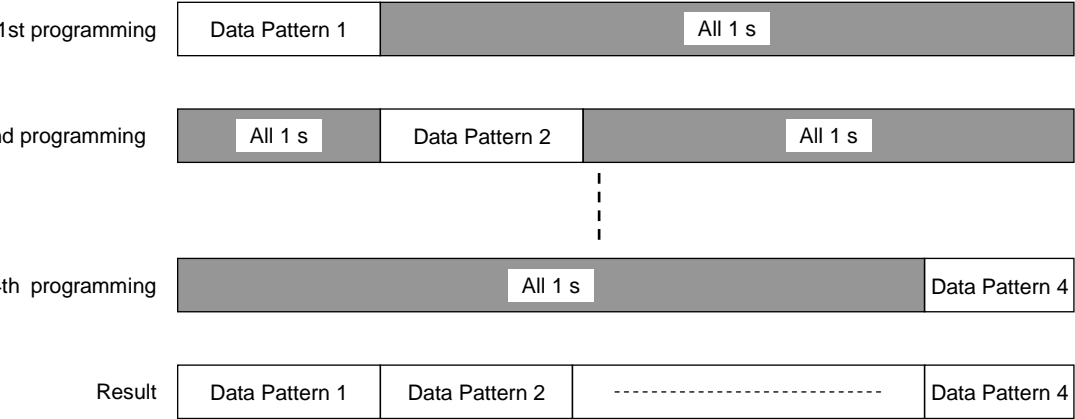 1st programming Data Pattern 1 All 1 s
nd programming All 1 s Data Pattern 2 All 1 s
th programming All 1 s Data Pattern 4
Result Data Pattern 1 Data Pattern 2 Data Pattern 4